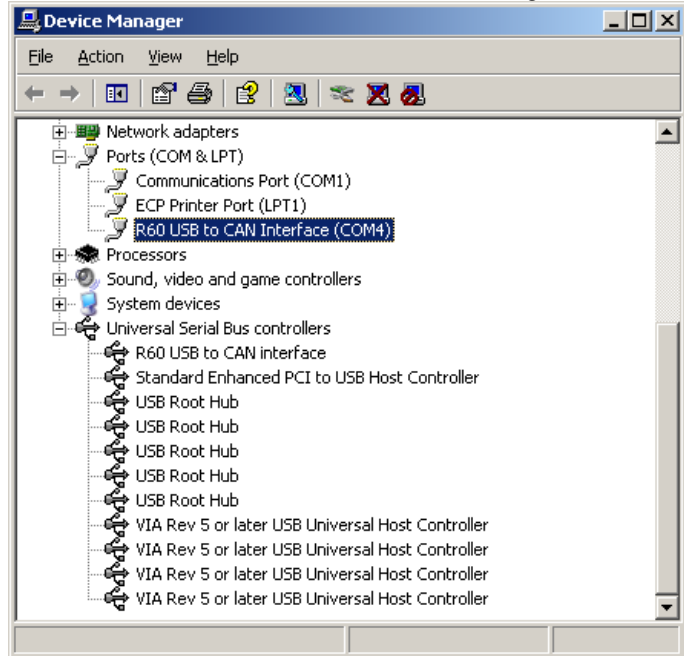 Device Manager
File Action View Help
Network adapters
Ports (COM & LPT)
Communications Port (COM1)
ECP Printer Port (LPT1)
R60 USB to CAN Interface (COM4)
Processors
Sound, video and game controllers
System devices
Universal Serial Bus controllers
R60 USB to CAN interface
Standard Enhanced PCI to USB Host Controller
USB Root Hub
USB Root Hub
USB Root Hub
USB Root Hub
USB Root Hub
VIA Rev 5 or later USB Universal Host Controller
VIA Rev 5 or later USB Universal Host Controller
VIA Rev 5 or later USB Universal Host Controller
VIA Rev 5 or later USB Universal Host Controller